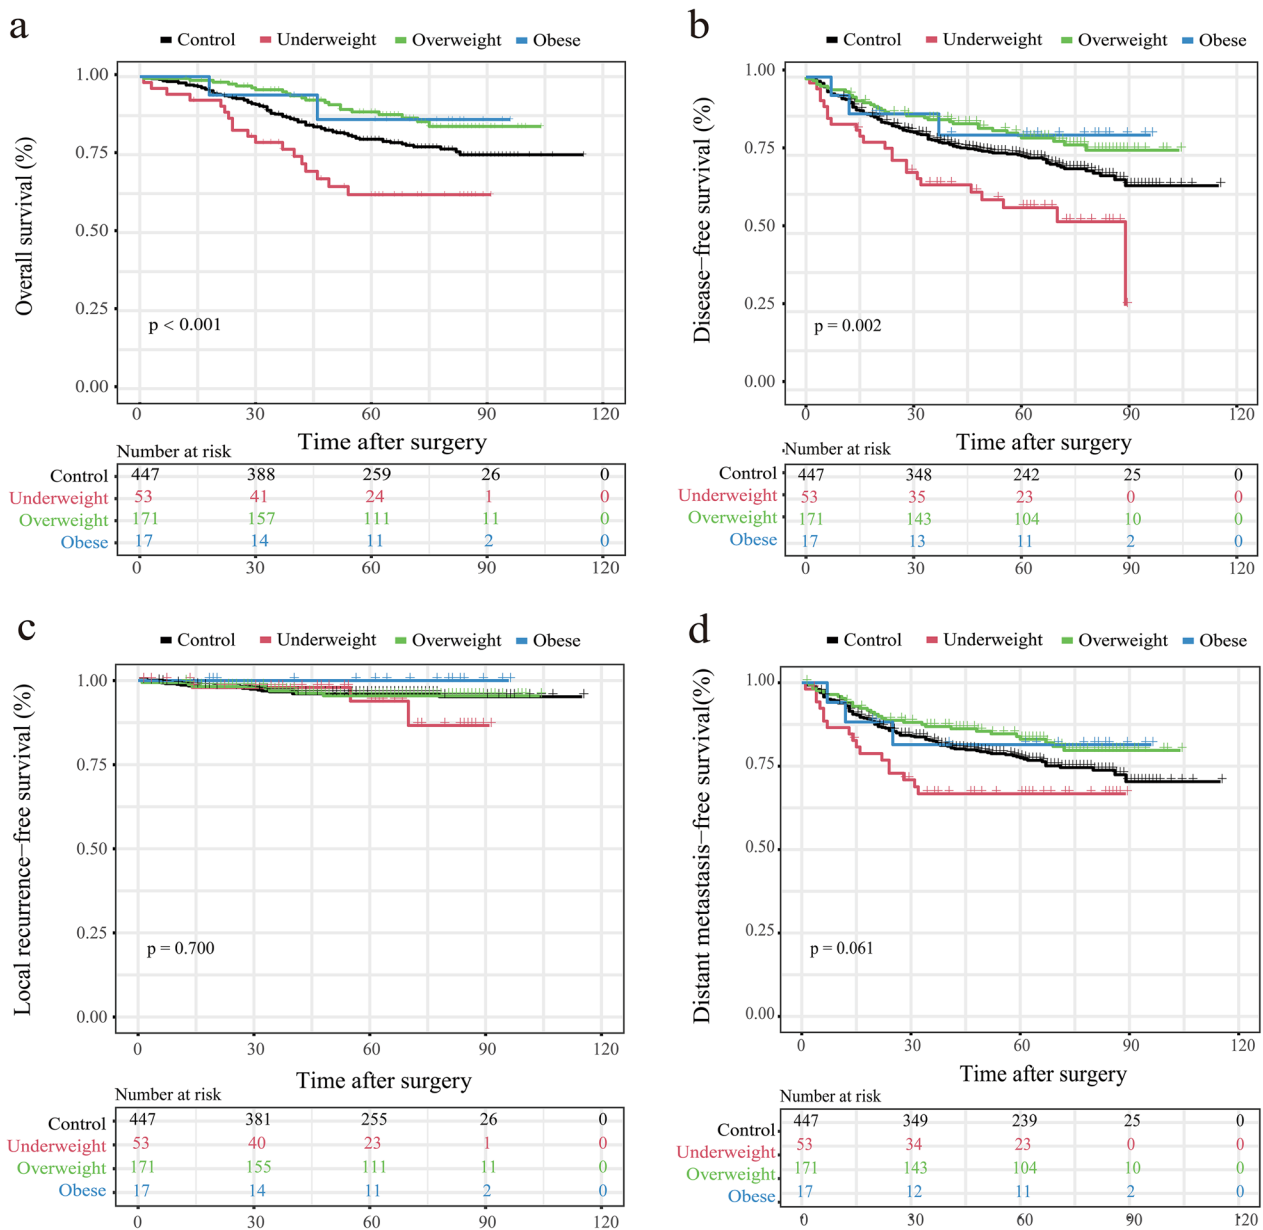 a
Control Underweight Overweight Obese
Overall survival (%)
1.00
0.75
0.50
0.25
0.00
p < 0.001
0 30 60 90 120
Time after surgery
Number at risk
Control 447 388 259 26 0
Underweight 53 41 24 1 0
Overweight 171 157 111 11 0
Obese 17 14 11 2 0
0 30 60 90 120
b
Control Underweight Overweight Obese
Disease-free survival (%)
1.00
0.75
0.50
0.25
0.00
p = 0.002
0 30 60 90 120
Time after surgery
Number at risk
Control 447 348 242 25 0
Underweight 53 35 23 0 0
Overweight 171 143 104 10 0
Obese 17 13 11 2 0
0 30 60 90 120
c
Control Underweight Overweight Obese
Local recurrence-free survival (%)
1.00
0.75
0.50
0.25
0.00
p = 0.700
0 30 60 90 120
Time after surgery
Number at risk
Control 447 381 255 26 0
Underweight 53 40 23 1 0
Overweight 171 155 111 11 0
Obese 17 14 11 2 0
0 30 60 90 120
d
Control Underweight Overweight Obese
Distant metastasis-free survival(%)
1.00
0.75
0.50
0.25
0.00
p = 0.061
0 30 60 90 120
Time after surgery
Number at risk
Control 447 349 239 25 0
Underweight 53 34 23 0 0
Overweight 171 143 104 10 0
Obese 17 12 11 2 0
0 30 60 90 120